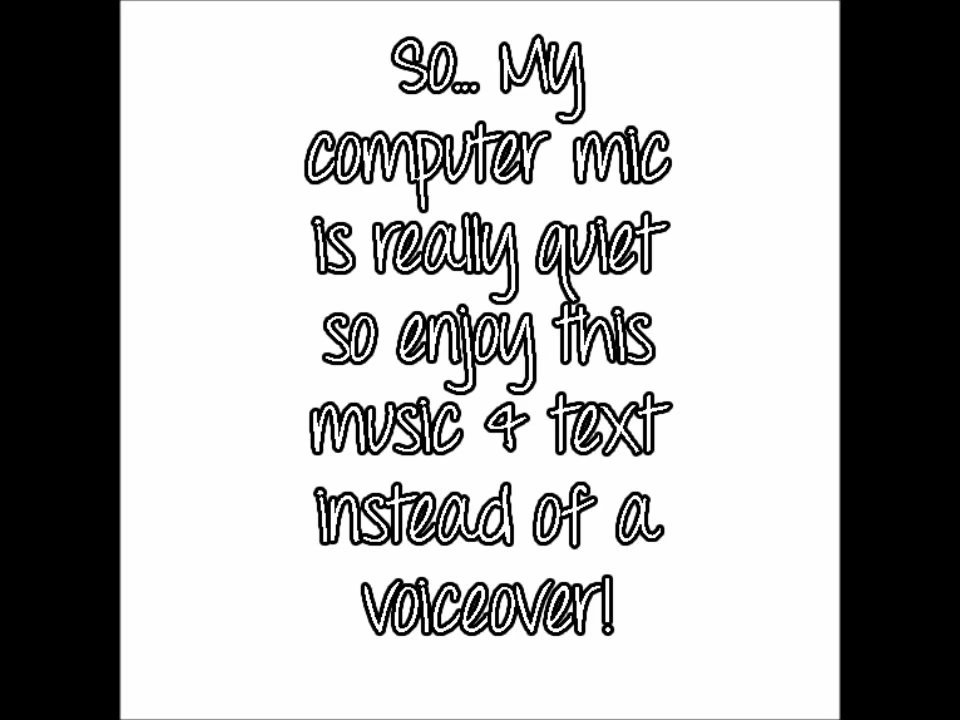 So... My
computer mic
is really quiet
so enjoy this
music & text
instead of a
voiceover!